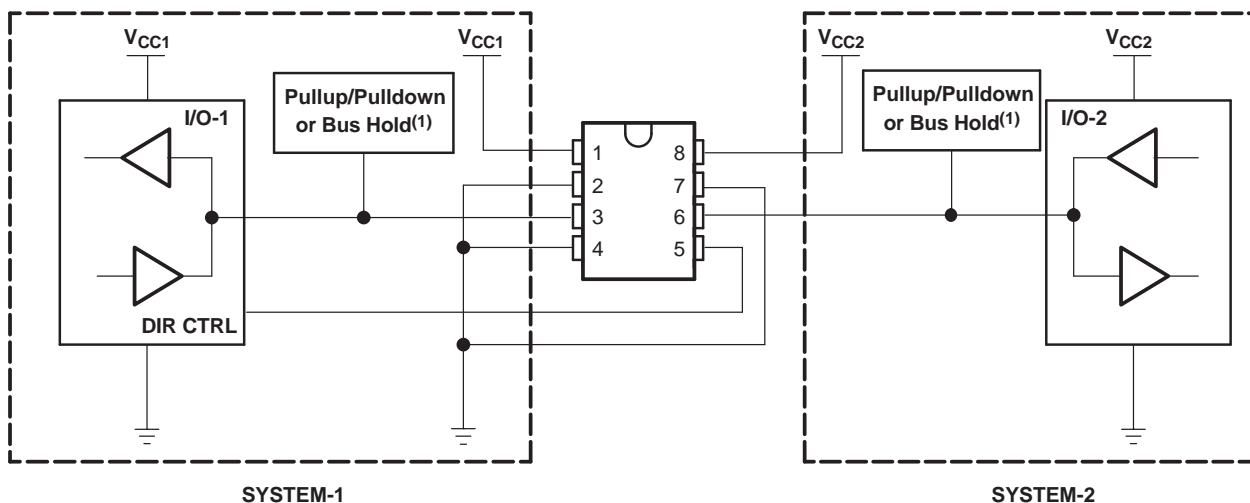 VCC1
VCC1
VCC2
VCC2
I/O-1
Pullup/Pulldown
or Bus Hold(1)
Pullup/Pulldown
or Bus Hold(1)
I/O-2
1
8
2
7
3
6
4
5
DIR CTRL
SYSTEM-1
SYSTEM-2